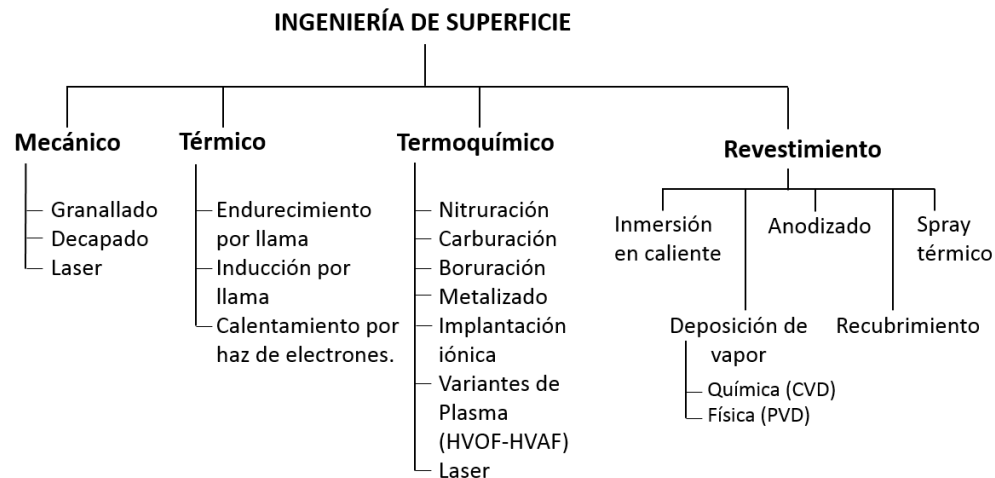 INGENIERÍA DE SUPERFICIE
Mecánico
Granallado
Decapado
Laser
Térmico
Endurecimiento
por llama
Inducción por
llama
Calentamiento por
haz de electrones.
Termoquímico
Nitruración
Carburación
Boruración
Metalizado
Implantación
iónica
Variantes de
Plasma
(HVOF-HVAF)
Laser
Revestimiento
Inmersión
en caliente
Anodizado
Spray
térmico
Deposición de
vapor
Química (CVD)
Física (PVD)
Recubrimiento